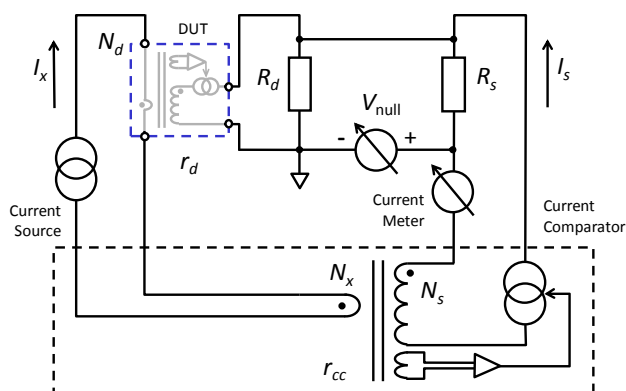 N_d
DUT
I_x
R_d
R_s
I_s
V_null
- +
r_d
Current
Source
Current
Meter
Current
Comparator
N_x
N_s
r_cc